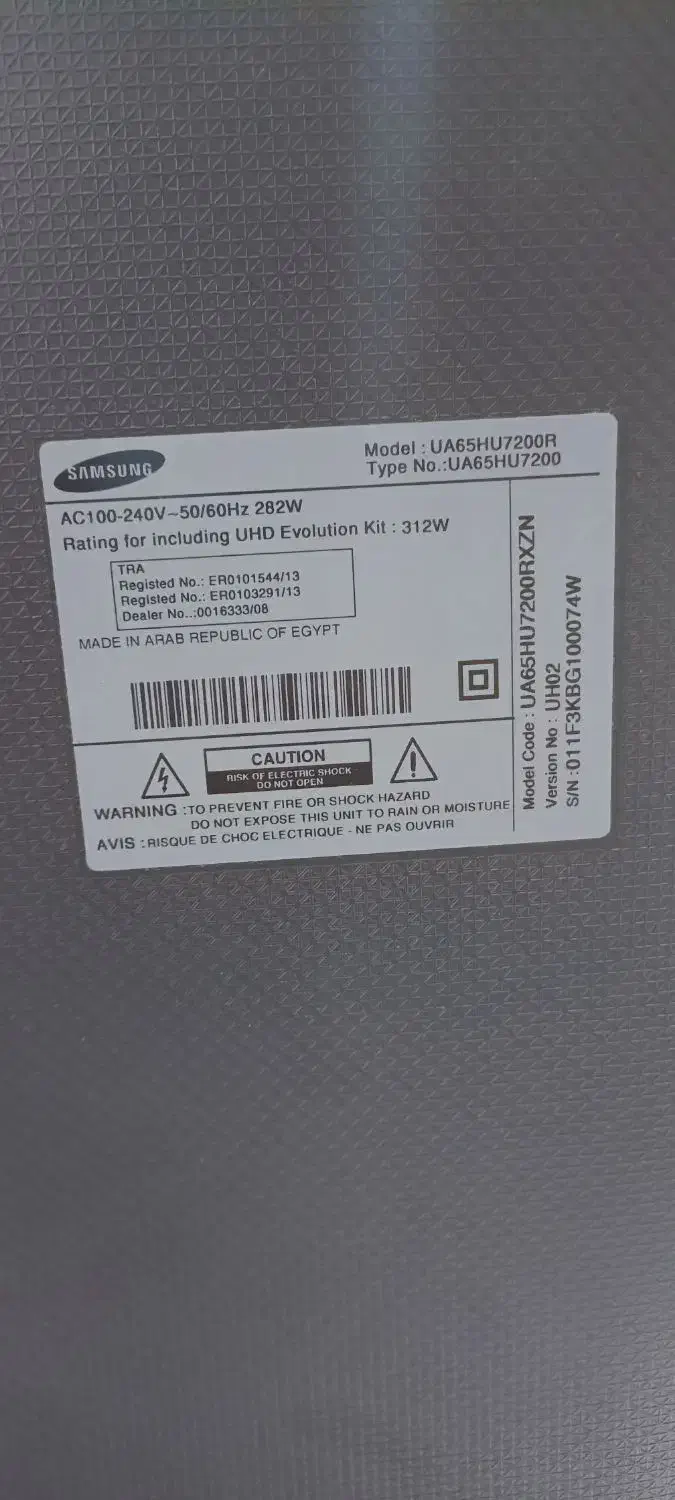 SAMSUNG
Model : UA65HU7200R
Type No.:UA65HU7200
AC100-240V~50/60Hz 282W
Rating for including UHD Evolution Kit : 312W
TRA
Registed No.: ER0101544/13
Registed No.: ER0103291/13
Dealer No..:0016333/08
MADE IN ARAB REPUBLIC OF EGYPT
CAUTION
RISK OF ELECTRIC SHOCK
DO NOT OPEN
WARNING :TO PREVENT FIRE OR SHOCK HAZARD
DO NOT EXPOSE THIS UNIT TO RAIN OR MOISTURE
AVIS :RISQUE DE CHOC ELECTRIQUE - NE PAS OUVRIR
Model Code : UA65HU7200RXZN
Version No : UH02
S/N :011F3KBG100074W